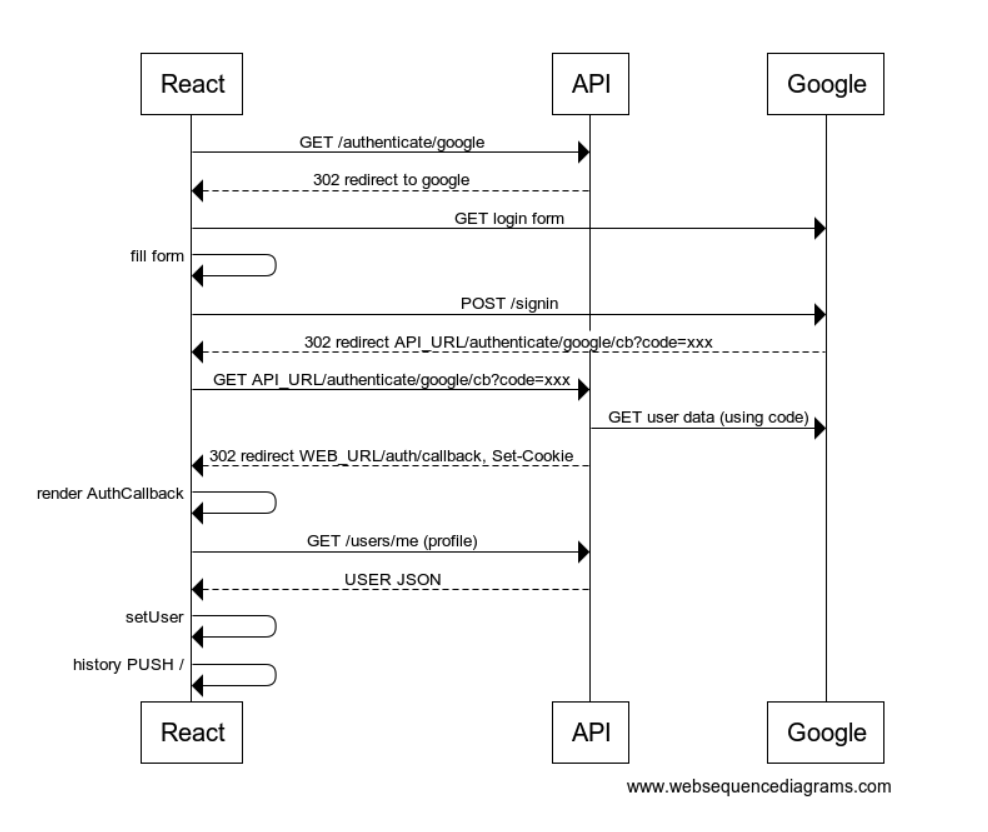 React
API
Google
GET /authenticate/google
302 redirect to google
GET login form
fill form
POST /signin
302 redirect API_URL/authenticate/google/cb?code=xxx
GET API_URL/authenticate/google/cb?code=xxx
GET user data (using code)
302 redirect WEB_URL/auth/callback, Set-Cookie
render AuthCallback
GET /users/me (profile)
USER JSON
setUser
history PUSH /
React
API
Google
www.websequencediagrams.com